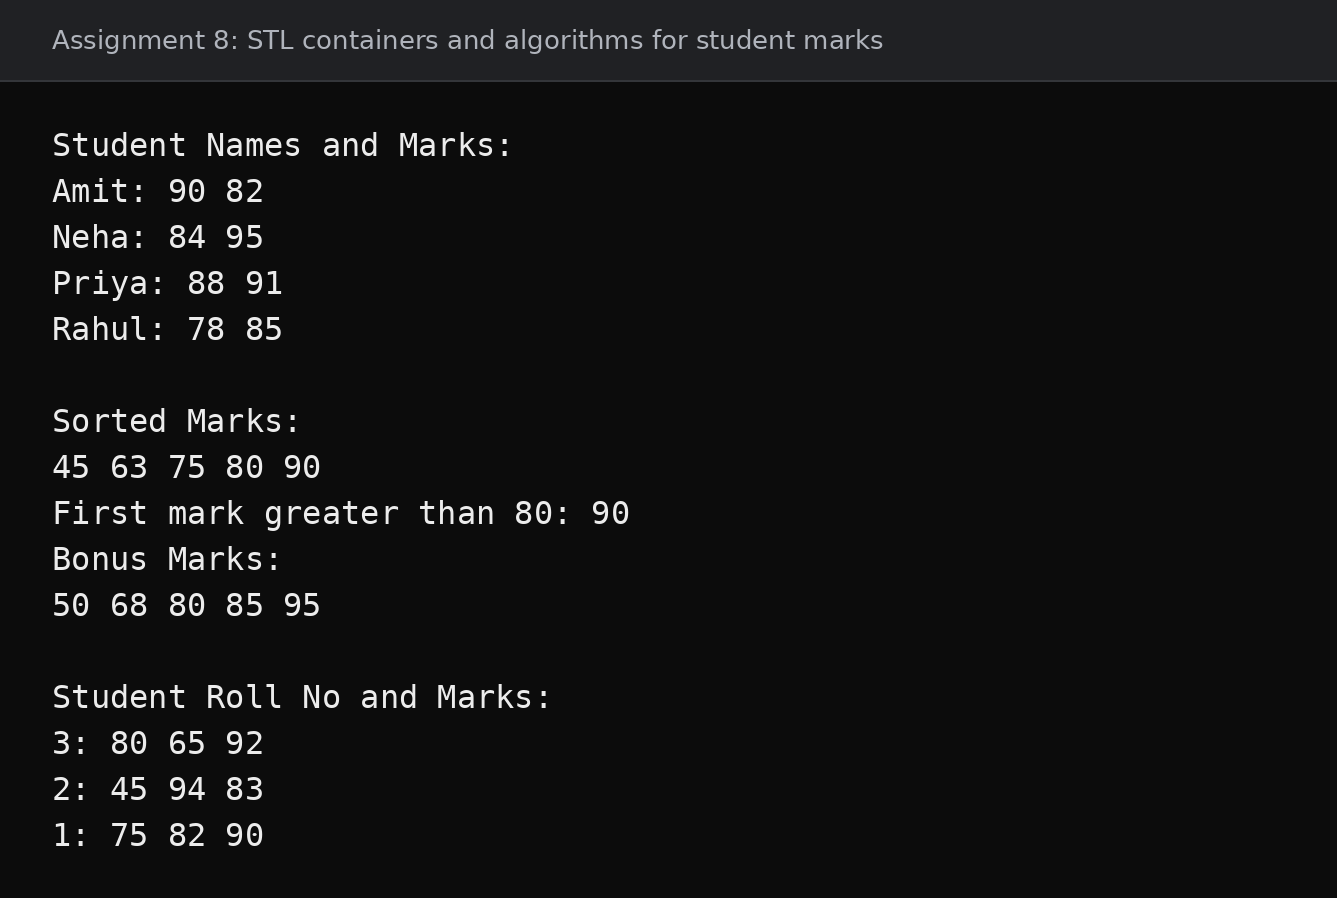 Assignment 8: STL containers and algorithms for student marks
Student Names and Marks:
Amit: 90 82
Neha: 84 95
Priya: 88 91
Rahul: 78 85
Sorted Marks:
45 63 75 80 90
First mark greater than 80: 90
Bonus Marks:
50 68 80 85 95
Student Roll No and Marks:
3: 80 65 92
2: 45 94 83
1: 75 82 90